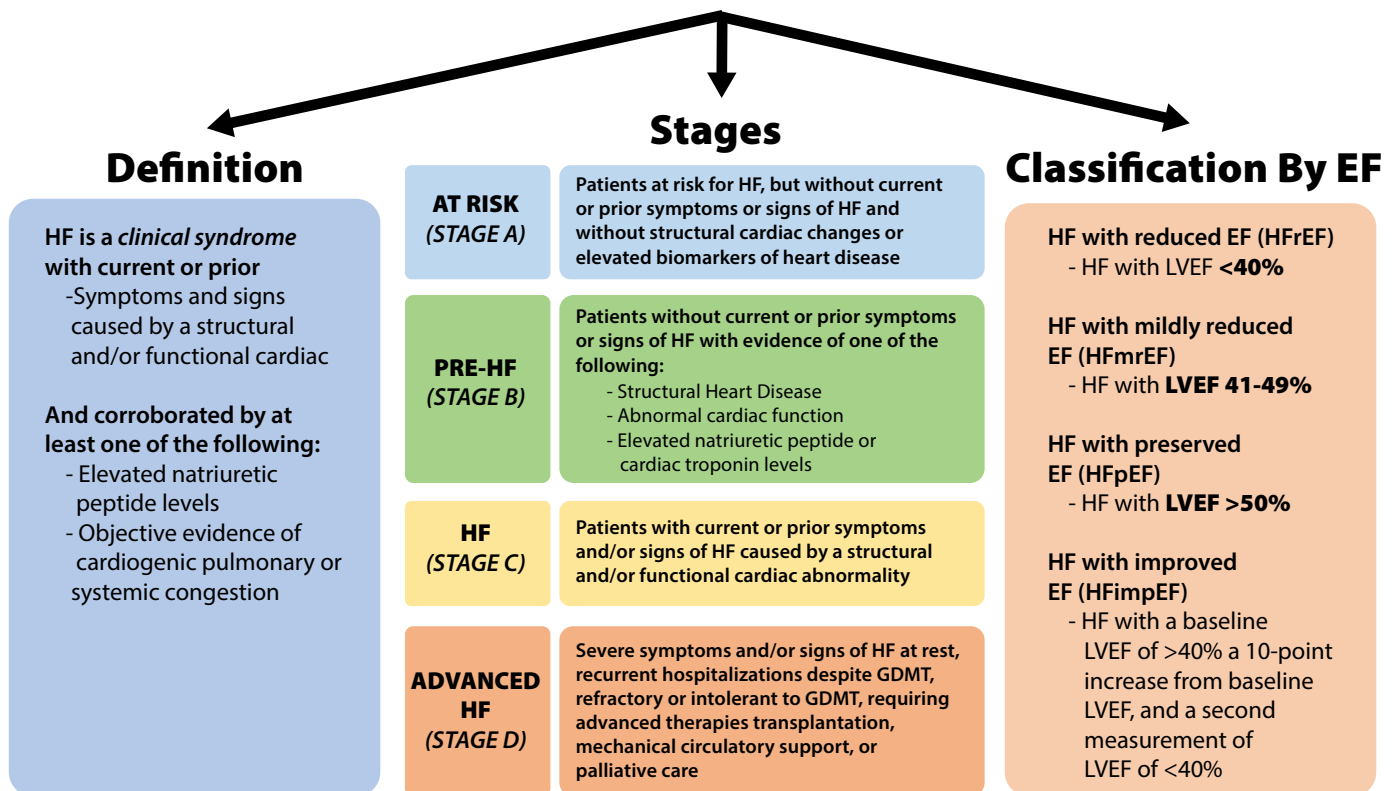 Definition
HF is a clinical syndrome
with current or prior
-Symptoms and signs
caused by a structural
and/or functional cardiac
And corroborated by at
least one of the following:
- Elevated natriuretic
peptide levels
- Objective evidence of
cardiogenic pulmonary or
systemic congestion
Stages
AT RISK
(STAGE A)
Patients at risk for HF, but without current
or prior symptoms or signs of HF and
without structural cardiac changes or
elevated biomarkers of heart disease
PRE-HF
(STAGE B)
Patients without current or prior symptoms
or signs of HF with evidence of one of the
following:
- Structural Heart Disease
- Abnormal cardiac function
- Elevated natriuretic peptide or
cardiac troponin levels
HF
(STAGE C)
Patients with current or prior symptoms
and/or signs of HF caused by a structural
and/or functional cardiac abnormality
ADVANCED
HF
(STAGE D)
Severe symptoms and/or signs of HF at rest,
recurrent hospitalizations despite GDMT,
refractory or intolerant to GDMT, requiring
advanced therapies transplantation,
mechanical circulatory support, or
palliative care
Classification By EF
HF with reduced EF (HFrEF)
- HF with LVEF <40%
HF with mildly reduced
EF (HFmrEF)
- HF with LVEF 41-49%
HF with preserved
EF (HFpEF)
- HF with LVEF >50%
HF with improved
EF (HFimpEF)
- HF with a baseline
LVEF of >40% a 10-point
increase from baseline
LVEF, and a second
measurement of
LVEF of <40%